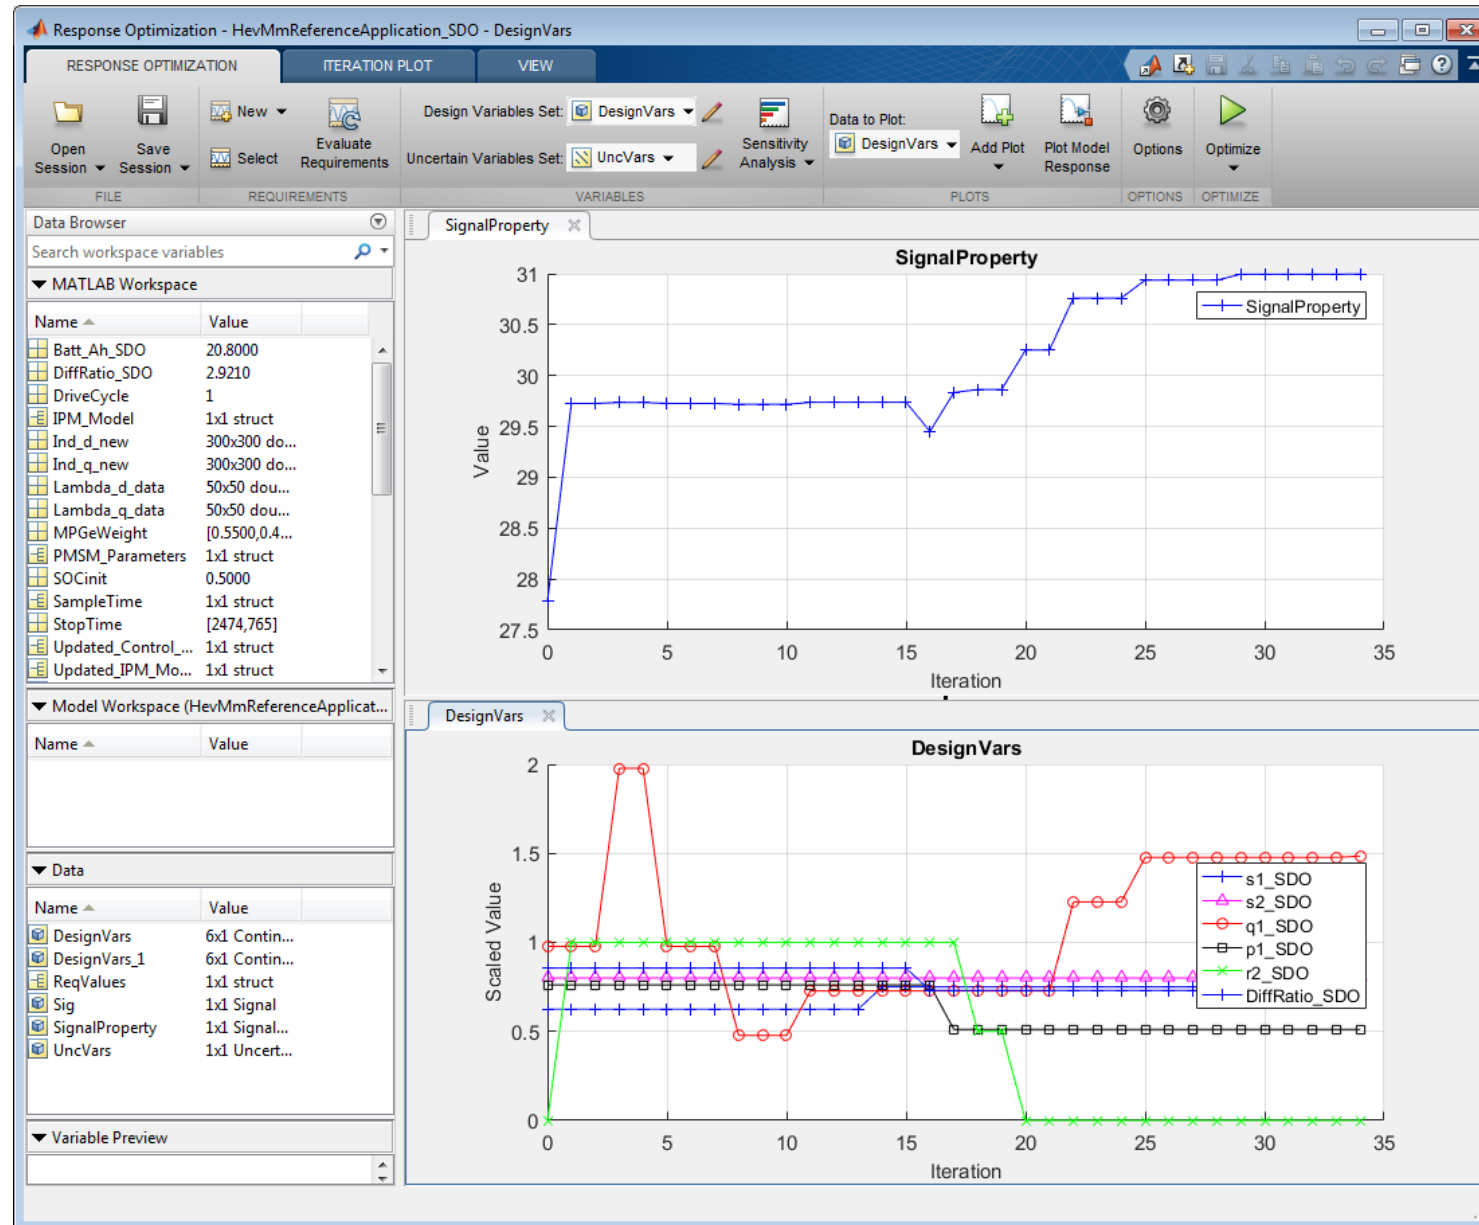 Response Optimization - HevMmReferenceApplication_SDO - DesignVars
RESPONSE OPTIMIZATION ITERATION PLOT VIEW
Open Session Save Session
New
Select
Evaluate Requirements
Design Variables Set: DesignVars
Uncertain Variables Set: UncVars
Sensitivity Analysis
Data to Plot:
DesignVars
Add Plot
Plot Model Response
Options
Optimize
FILE REQUIREMENTS VARIABLES PLOTS OPTIONS OPTIMIZE
Data Browser
Search workspace variables
MATLAB Workspace
Name Value
Batt_Ah_SDO 20.8000
DiffRatio_SDO 2.9210
DriveCycle 1
IPM_Model 1x1 struct
Ind_d_new 300x300 do...
Ind_q_new 300x300 do...
Lambda_d_data 50x50 dou...
Lambda_q_data 50x50 dou...
MPGeWeight [0.5500,0.4...
PMSM_Parameters 1x1 struct
SOCinit 0.5000
SampleTime 1x1 struct
StopTime [2474,765]
Updated_Control_... 1x1 struct
Updated_IPM_Mo... 1x1 struct
Model Workspace (HevMmReferenceApplicat...
Name Value
Data
Name Value
DesignVars 6x1 Contin...
DesignVars_1 6x1 Contin...
ReqValues 1x1 struct
Sig 1x1 Signal
SignalProperty 1x1 Signal...
UncVars 1x1 Uncert...
Variable Preview
SignalProperty
SignalProperty
31
30.5
30
29.5
29
28.5
28
27.5
Value
0 5 10 15 20 25 30 35
Iteration
SignalProperty
DesignVars
DesignVars
2
1.5
1
0.5
0
Scaled Value
0 5 10 15 20 25 30 35
Iteration
s1_SDO
s2_SDO
q1_SDO
p1_SDO
r2_SDO
DiffRatio_SDO